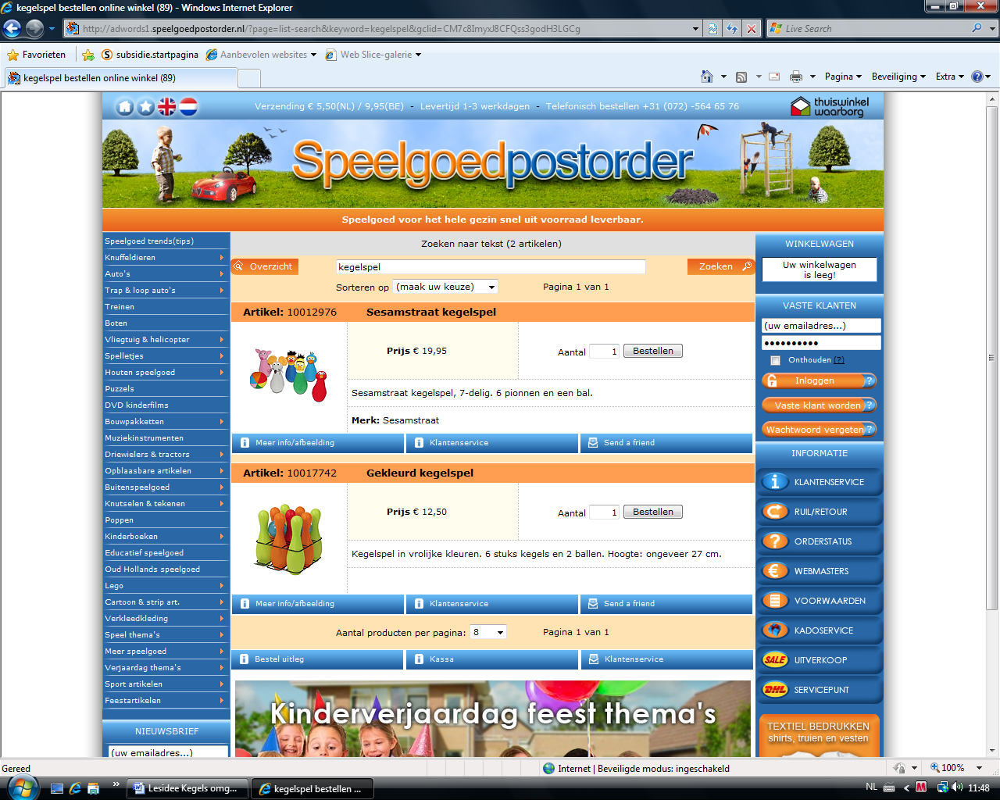 kegelspel bestellen online winkel (89) - Windows Internet Explorer
http://adwords1.speelgoedpostorder.nl/?page=list-search&keyword=kegelspel&gclid=CM7c8ImyxJ8CFQss3godH3LGCg
Live Search
Favorieten
subsidie.startpagina
Aanbevolen websites
Web Slice-galerie
kegelspel bestellen online winkel (89)
Pagina
Beveiliging
Extra
Verzending € 5,50(NL) / 9,95(BE) - Levertijd 1-3 werkdagen - Telefonisch bestellen +31 (072) -564 65 76
thuiswinkel
waarborg
Speelgoedpostorder
Speelgoed voor het hele gezin snel uit voorraad leverbaar.
Speelgoed trends(tips)
Knuffeldieren
Auto's
Trap & loop auto's
Treinen
Boten
Vliegtuig & helicopter
Spelletjes
Houten speelgoed
Puzzels
DVD kinderfilms
Bouwpakketten
Muziekinstrumenten
Driewielers & tractors
Opblaasbare artikelen
Buitenspeelgoed
Knutselen & tekenen
Poppen
Kinderboeken
Educatief speelgoed
Oud Hollands speelgoed
Lego
Cartoon & strip art.
Verkleedkleding
Speel thema's
Meer speelgoed
Verjaardag thema's
Sport artikelen
Feestartikelen
NIEUWSBRIEF
(uw emailadres...)
Zoeken naar tekst (2 artikelen)
Overzicht
kegelspel
Zoeken
Sorteren op (maak uw keuze)
Pagina 1 van 1
Artikel: 10012976 Sesamstraat kegelspel
Prijs € 19,95
Aantal 1 Bestellen
Sesamstraat kegelspel, 7-delig. 6 pionnen en een bal.
Merk: Sesamstraat
Meer info/afbeelding
Klantenservice
Send a friend
Artikel: 10017742 Gekleurd kegelspel
Prijs € 12,50
Aantal 1 Bestellen
Kegelspel in vrolijke kleuren. 6 stuks kegels en 2 ballen. Hoogte: ongeveer 27 cm.
Meer info/afbeelding
Klantenservice
Send a friend
Aantal producten per pagina: 8
Pagina 1 van 1
Bestel uitleg
Kassa
Klantenservice
Kinderverjaardag feest thema's
WINKELWAGEN
Uw winkelwagen
is leeg!
VASTE KLANTEN
(uw emailadres...)
Onthouden (?)
Inloggen ?
Vaste klant worden ?
Wachtwoord vergeten ?
INFORMATIE
KLANTENSERVICE
RUIL/RETOUR
ORDERSTATUS
WEBMASTERS
VOORWAARDEN
KADOSERVICE
SALE UITVERKOOP
DHL SERVICEPUNT
TEXTIEL BEDRUKKEN
shirts, truien en vesten
Gereed
Internet | Beveiligde modus: ingeschakeld
100%
Lesidee Kegels omg...
kegelspel bestellen ...
NL
11:48